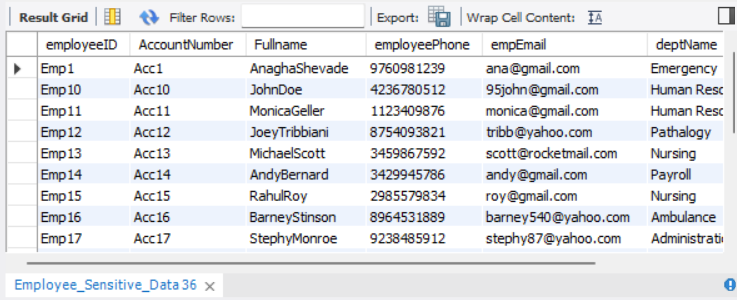 Result Grid Filter Rows: Export: Wrap Cell Content:
employeeID AccountNumber Fullname employeePhone empEmail deptName
Emp1 Acc1 AnaghaShevade 9760981239 ana@gmail.com Emergency
Emp10 Acc10 JohnDoe 4236780512 95john@gmail.com Human Resc
Emp11 Acc11 MonicaGeller 1123409876 monica@gmail.com Human Resc
Emp12 Acc12 JoeyTribbiani 8754093821 tribb@yahoo.com Pathalogy
Emp13 Acc13 MichaelScott 3459867592 scott@rocketmail.com Nursing
Emp14 Acc14 AndyBernard 3429945786 andy@gmail.com Payroll
Emp15 Acc15 RahulRoy 2985579834 roy@gmail.com Nursing
Emp16 Acc16 BarneyStinson 8964531889 barney540@yahoo.com Ambulance
Emp17 Acc17 StephyMonroe 9238485912 stephy87@yahoo.com Administrati
Employee_Sensitive_Data 36